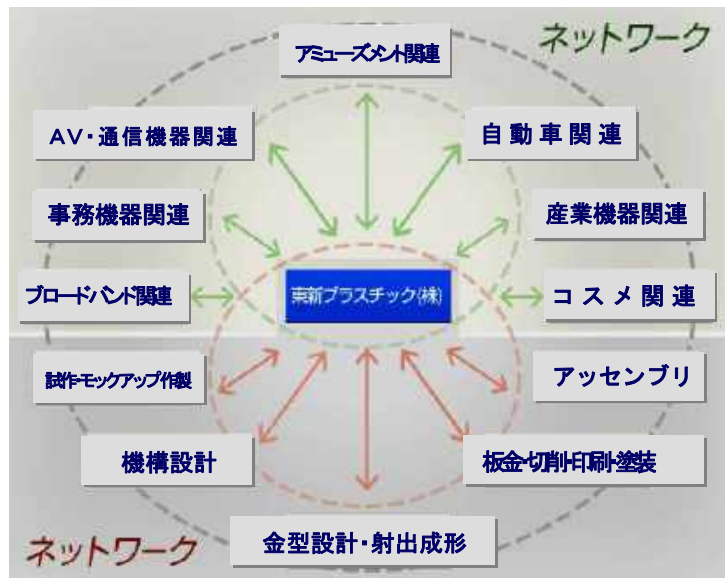 ネットワーク
アミューズメント関連
AV・通信機器関連
自動車関連
事務機器関連
産業機器関連
ブロードバンド関連
東新プラスチック(株)
コスメ関連
試作・モックアップ作製
アッセンブリ
機構設計
板金・切削・印刷・塗装
金型設計・射出成形
ネットワーク